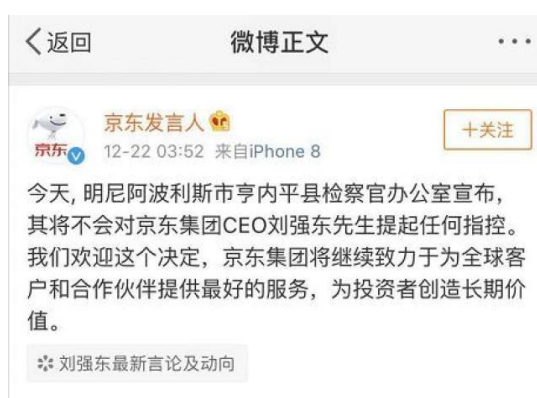 返回
微博正文
京东发言人
+关注
京东
12-22 03:52 来自iPhone 8
今天, 明尼阿波利斯市亨内平县检察官办公室宣布，
其将不会对京东集团CEO刘强东先生提起任何指控。
我们欢迎这个决定，京东集团将继续致力于为全球客
户和合作伙伴提供最好的服务，为投资者创造长期价
值。
刘强东最新言论及动向